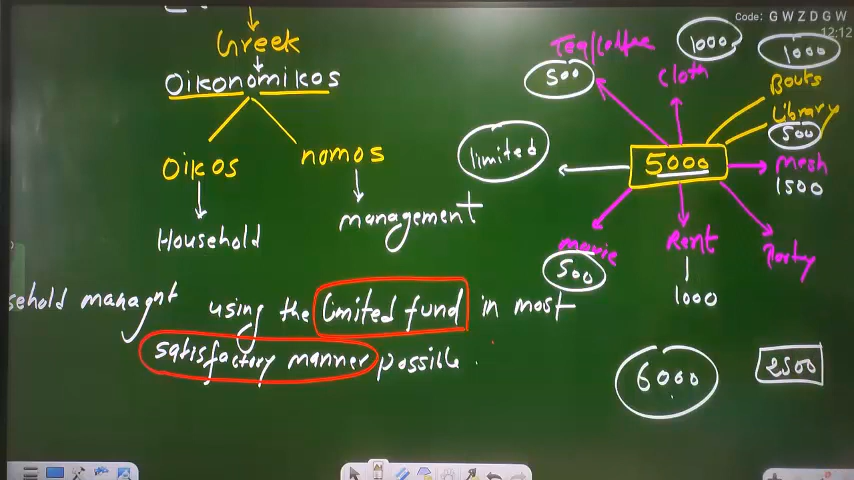 Code: G W Z D G W
12:12
Greek
Oikonomikos
Oikos
nomos
Household
management
sehold managnt using the limited fund in most
satisfactory manner possible.
Tea/Coffee
500
1000
Cloth
1000
Books
Library
500
limited
5000
mesh
1500
movie
500
Rent
1000
Party
6000
2500